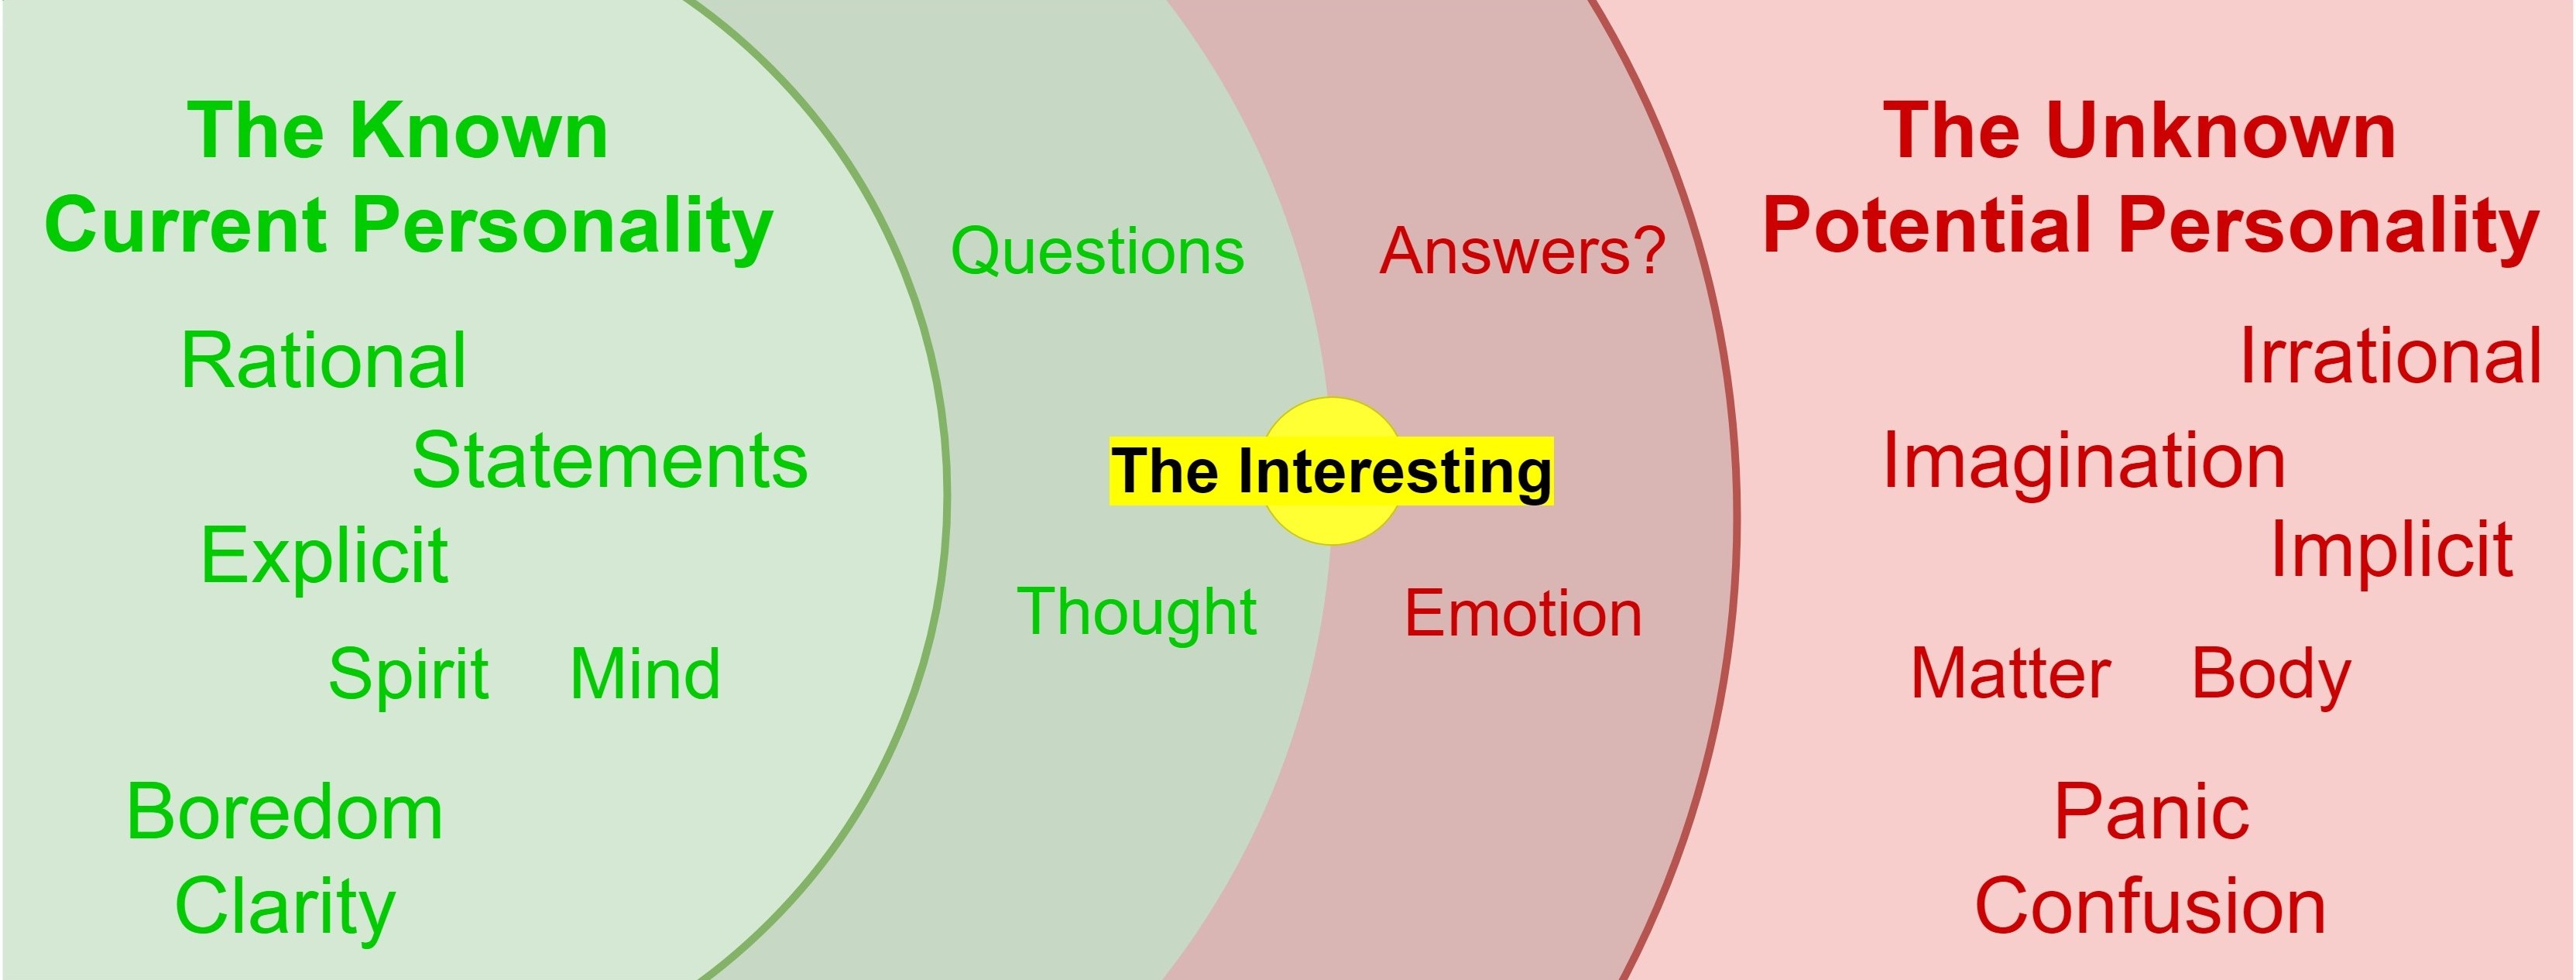 The Known
Current Personality
Rational
Statements
Explicit
Spirit Mind
Boredom
Clarity
Questions
Answers?
The Interesting
Thought
Emotion
The Unknown
Potential Personality
Irrational
Imagination
Implicit
Matter Body
Panic
Confusion